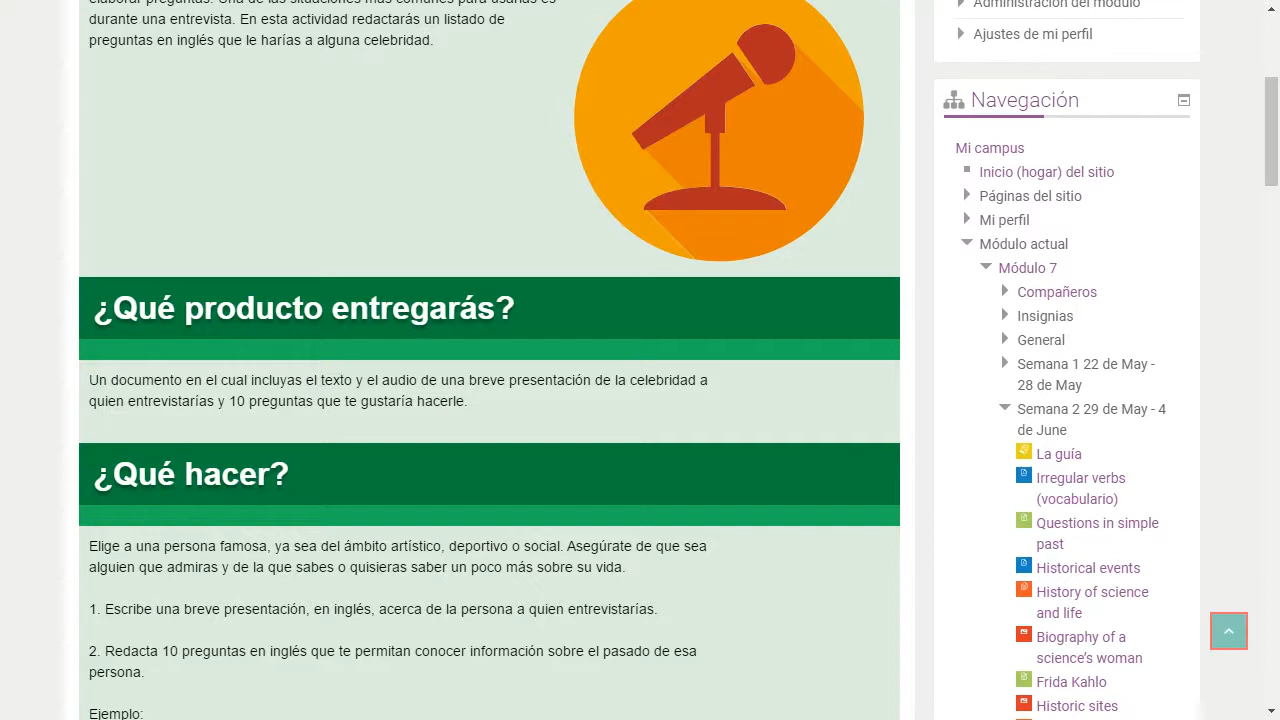 durante una entrevista. En esta actividad redactarás un listado de
preguntas en inglés que le harías a alguna celebridad.
¿Qué producto entregarás?
Un documento en el cual incluyas el texto y el audio de una breve presentación de la celebridad a
quien entrevistarías y 10 preguntas que te gustaría hacerle.
¿Qué hacer?
Elige a una persona famosa, ya sea del ámbito artístico, deportivo o social. Asegúrate de que sea
alguien que admiras y de la que sabes o quisieras saber un poco más sobre su vida.
1. Escribe una breve presentación, en inglés, acerca de la persona a quien entrevistarías.
2. Redacta 10 preguntas en inglés que te permitan conocer información sobre el pasado de esa
persona.
Ejemplo:
Administración del módulo
Ajustes de mi perfil
Navegación
Mi campus
Inicio (hogar) del sitio
Páginas del sitio
Mi perfil
Módulo actual
Módulo 7
Compañeros
Insignias
General
Semana 1 22 de May -
28 de May
Semana 2 29 de May - 4
de June
La guía
Irregular verbs
(vocabulario)
Questions in simple
past
Historical events
History of science
and life
Biography of a
science's woman
Frida Kahlo
Historic sites